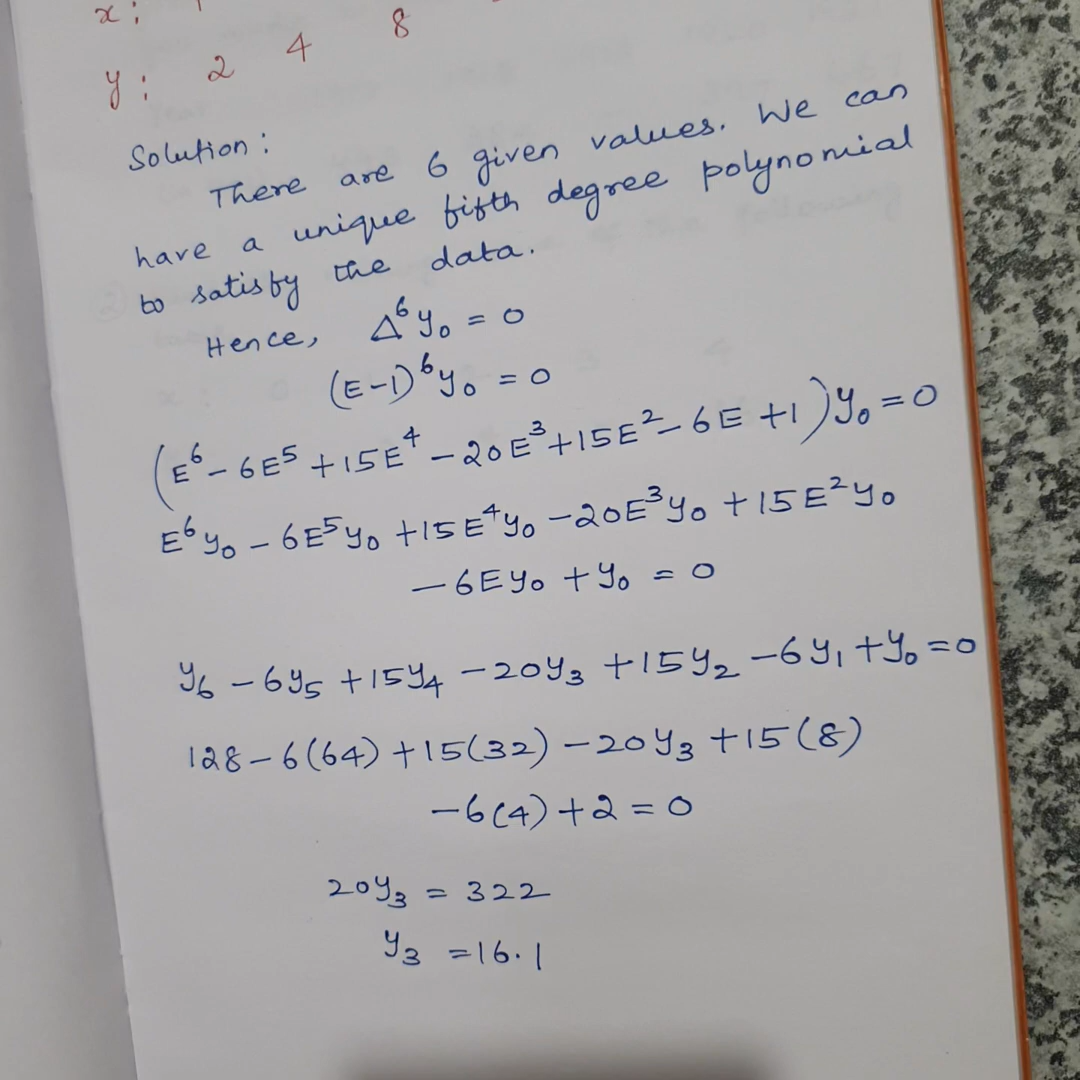 x:
y: 2 4 8
Solution:
There are 6 given values. We can
have a unique fifth degree polynomial
to satisfy the data.
Hence, Δ⁶y₀ = 0
(E-1)⁶y₀ = 0
(E⁶ - 6E⁵ + 15E⁴ - 20E³ + 15E² - 6E + 1)y₀ = 0
E⁶y₀ - 6E⁵y₀ + 15E⁴y₀ - 20E³y₀ + 15E²y₀
- 6Ey₀ + y₀ = 0
y₆ - 6y₅ + 15y₄ - 20y₃ + 15y₂ - 6y₁ + y₀ = 0
128 - 6(64) + 15(32) - 20y₃ + 15(8)
- 6(4) + 2 = 0
20y₃ = 322
y₃ = 16.1